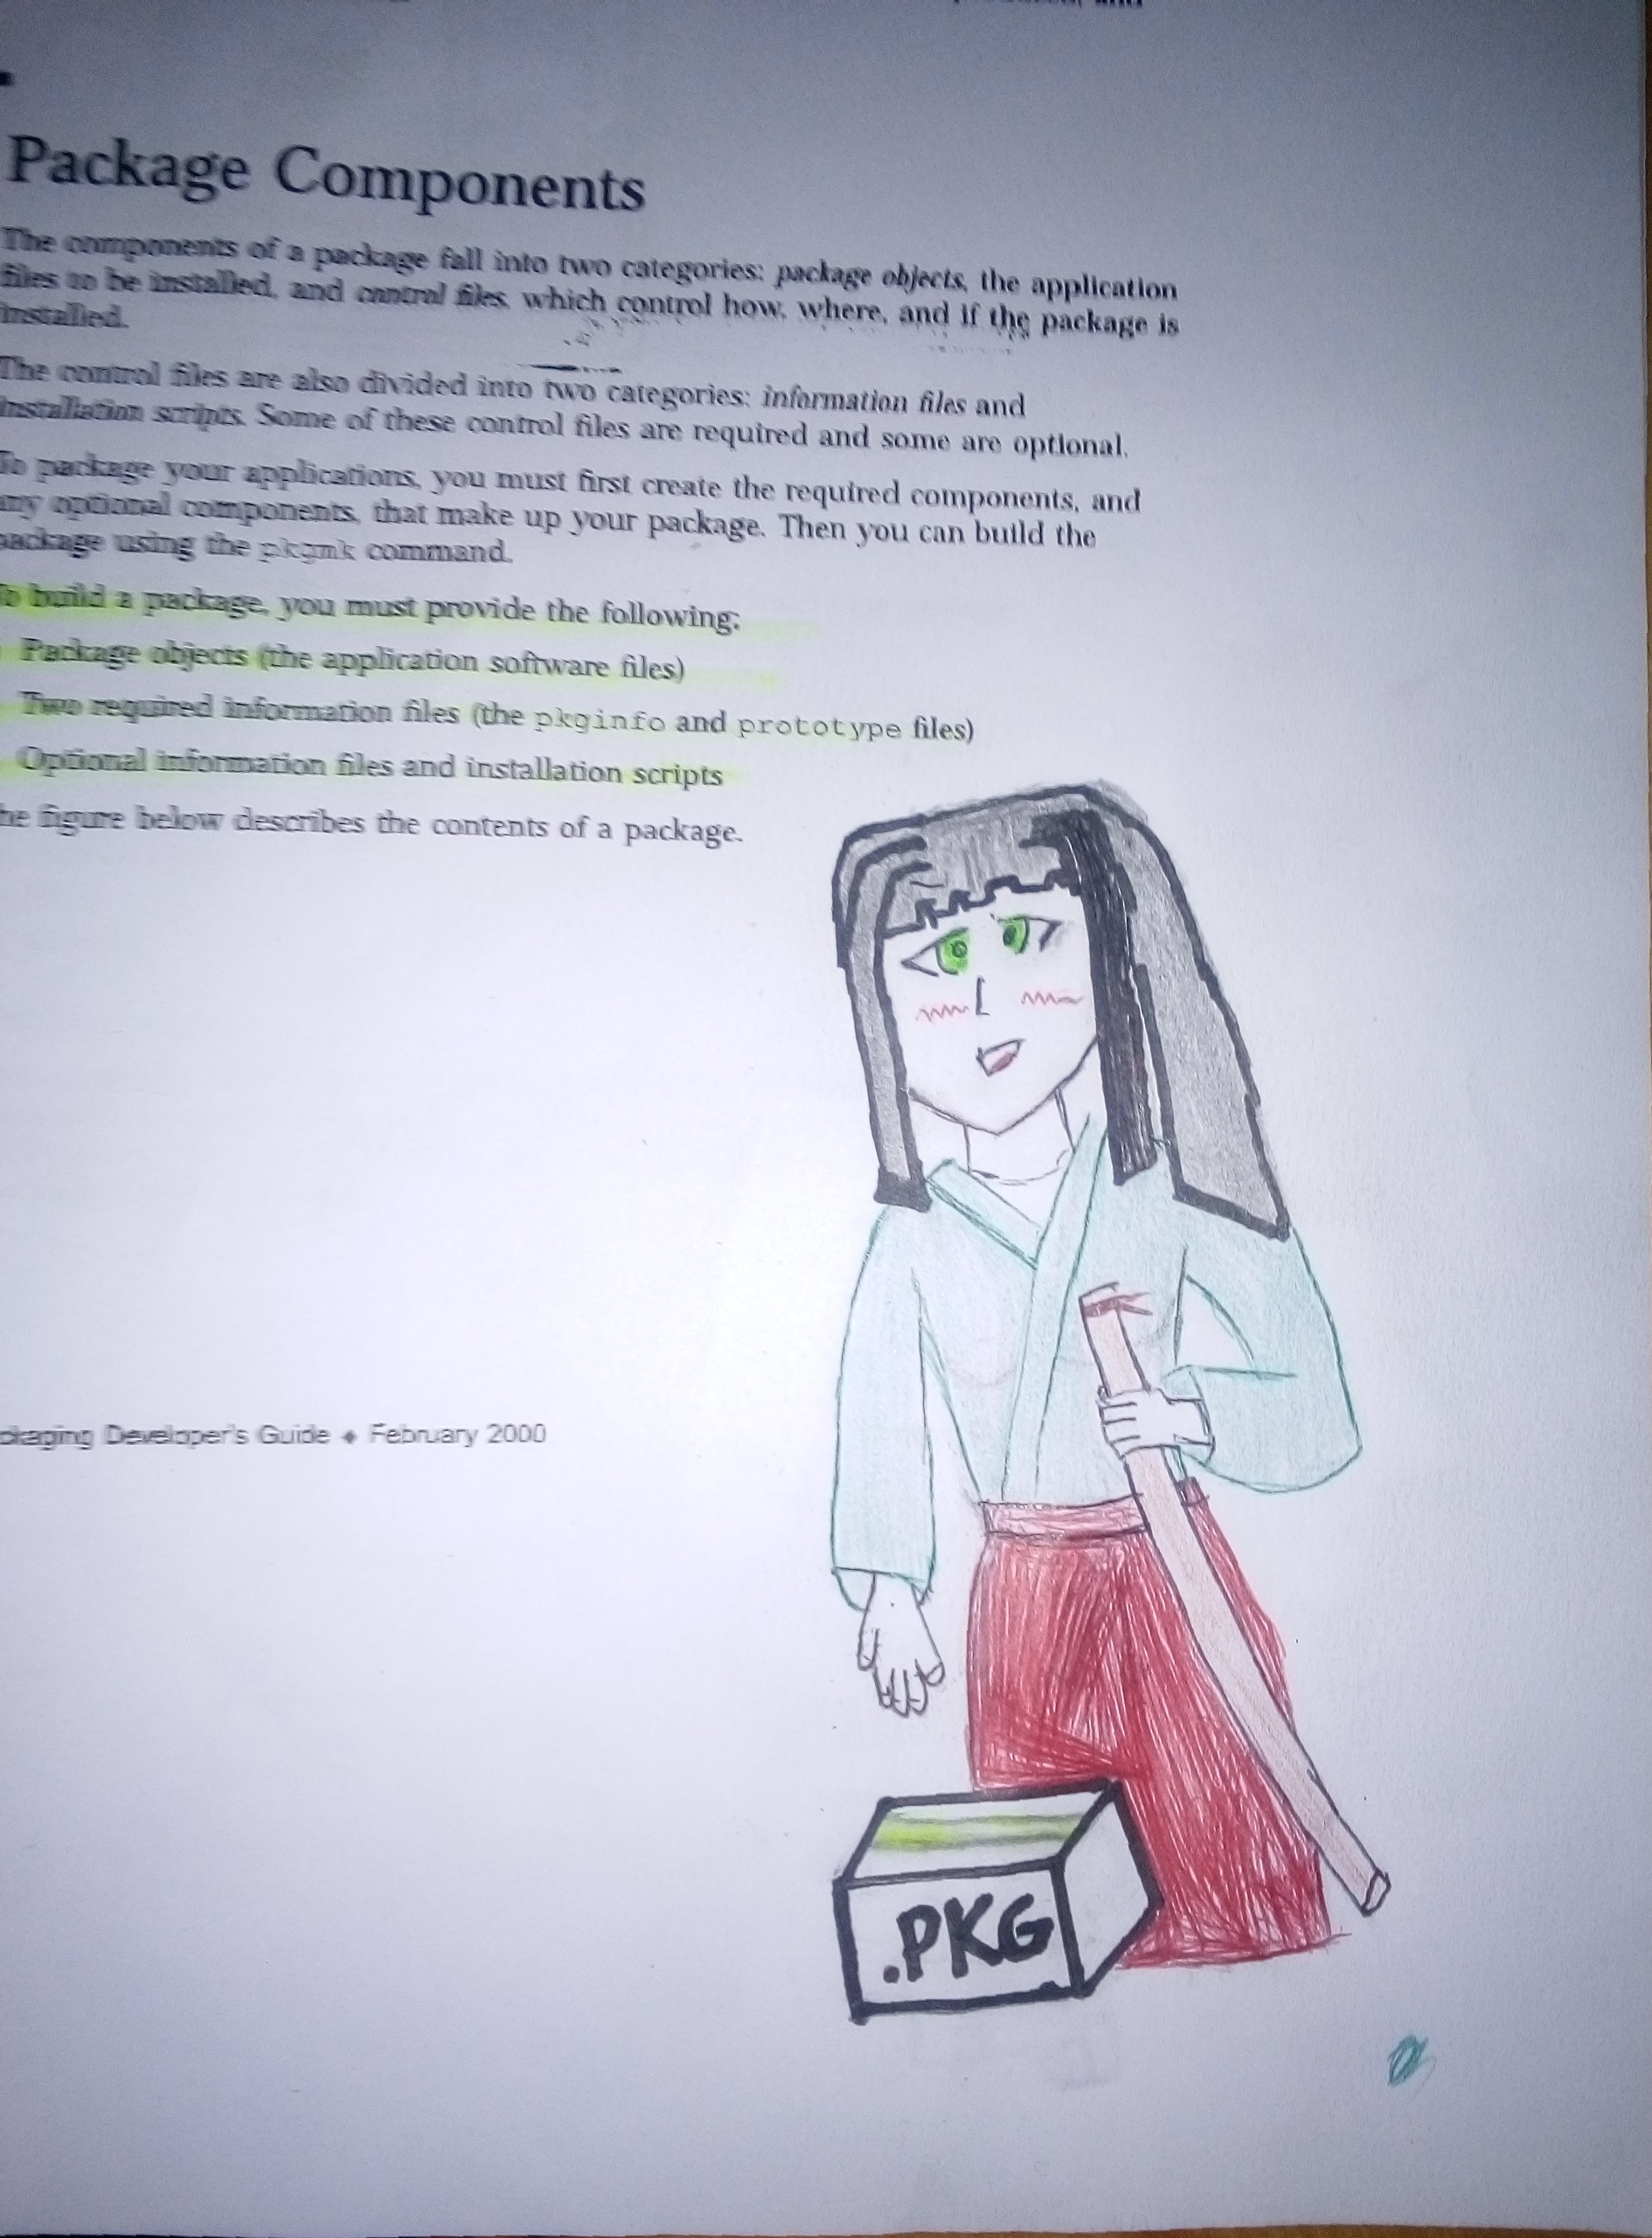 Package Components
The components of a package fall into two categories: package objects, the application
files to be installed, and control files, which control how, where, and if the package is
installed.
The control files are also divided into two categories: information files and
installation scripts. Some of these control files are required and some are optional.
To package your applications, you must first create the required components, and
any optional components, that make up your package. Then you can build the
package using the pkgmk command.
To build a package, you must provide the following:
Package objects (the application software files)
Two required information files (the pkginfo and prototype files)
Optional information files and installation scripts
he figure below describes the contents of a package.
ckaging Developer's Guide ♦ February 2000
.PKG